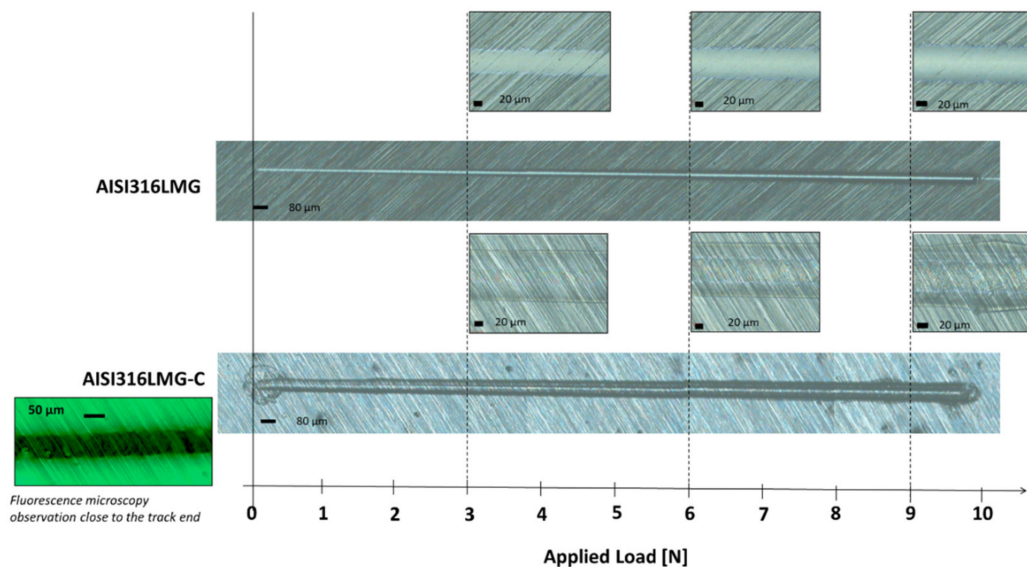 20 µm
20 µm
20 µm
AISI316LMG
80 µm
20 µm
20 µm
20 µm
AISI316LMG-C
50 µm
80 µm
Fluorescence microscopy
observation close to the track end
0 1 2 3 4 5 6 7 8 9 10
Applied Load [N]